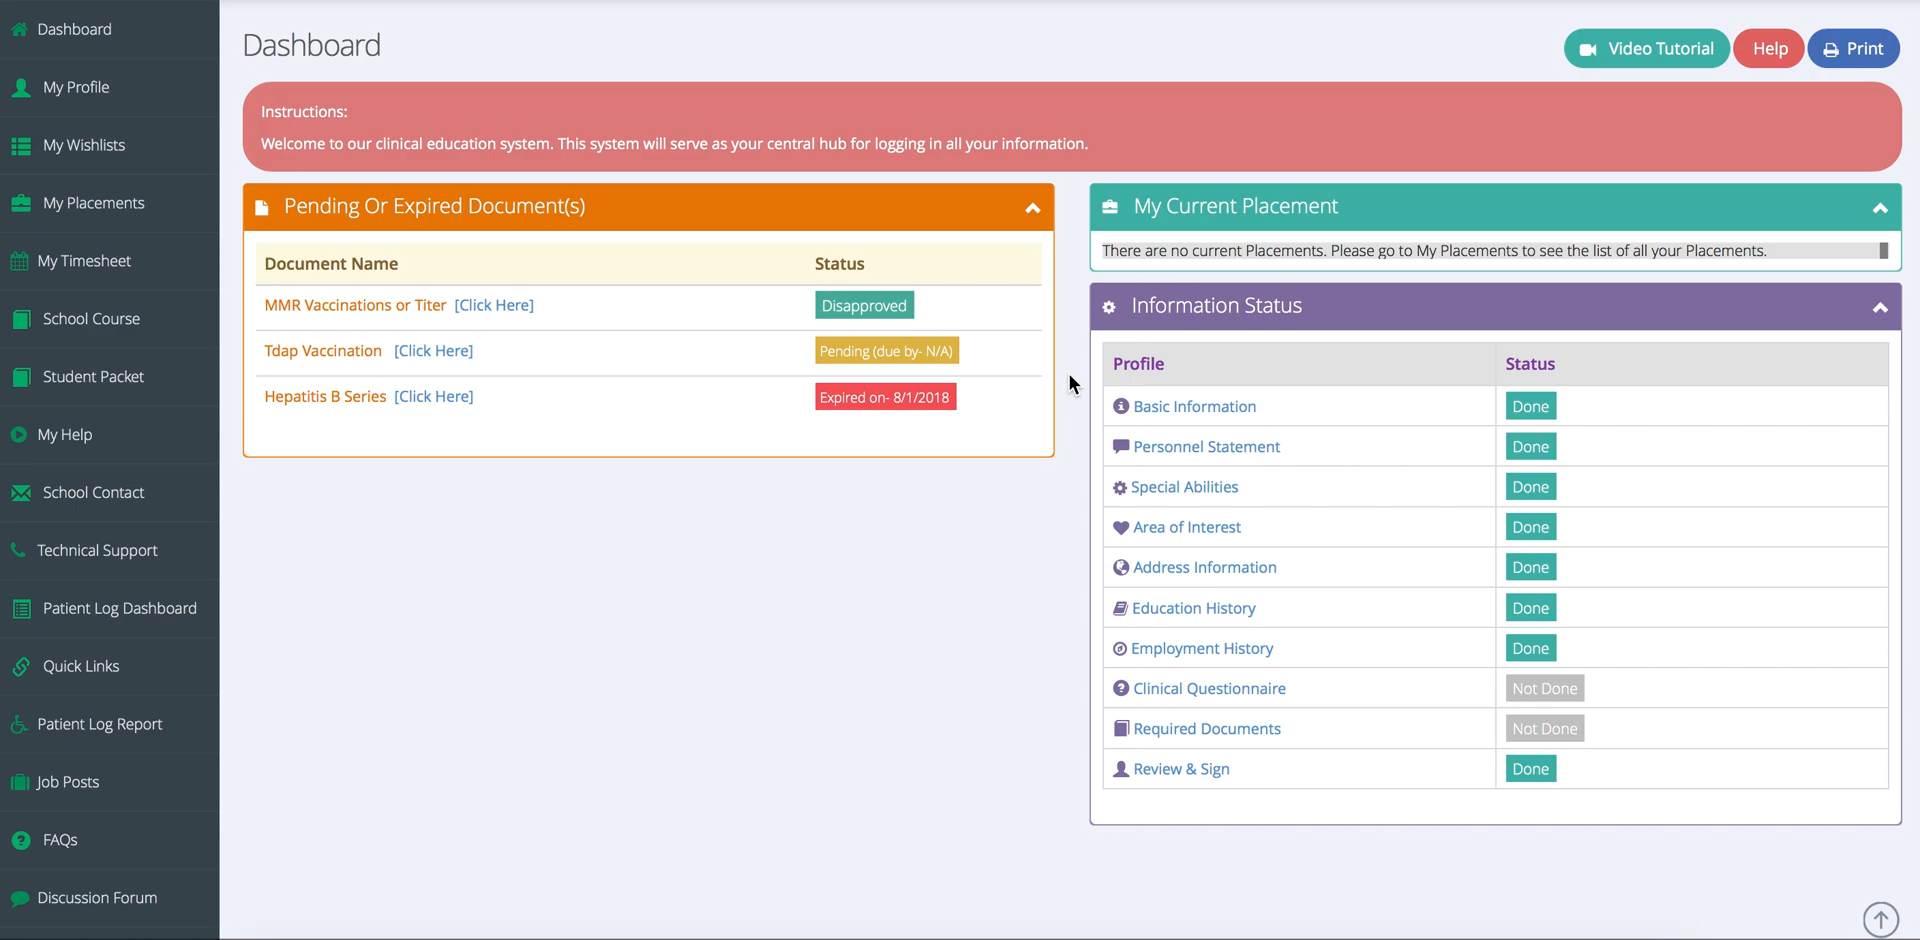 Dashboard
My Profile
My Wishlists
My Placements
My Timesheet
School Course
Student Packet
My Help
School Contact
Technical Support
Patient Log Dashboard
Quick Links
Patient Log Report
Job Posts
FAQs
Discussion Forum
Dashboard
Video Tutorial
Help
Print
Instructions:
Welcome to our clinical education system. This system will serve as your central hub for logging in all your information.
Pending Or Expired Document(s)
Document Name Status
MMR Vaccinations or Titer [Click Here] Disapproved
Tdap Vaccination [Click Here] Pending (due by- N/A)
Hepatitis B Series [Click Here] Expired on- 8/1/2018
My Current Placement
There are no current Placements. Please go to My Placements to see the list of all your Placements.
Information Status
Profile Status
Basic Information Done
Personnel Statement Done
Special Abilities Done
Area of Interest Done
Address Information Done
Education History Done
Employment History Done
Clinical Questionnaire Not Done
Required Documents Not Done
Review & Sign Done